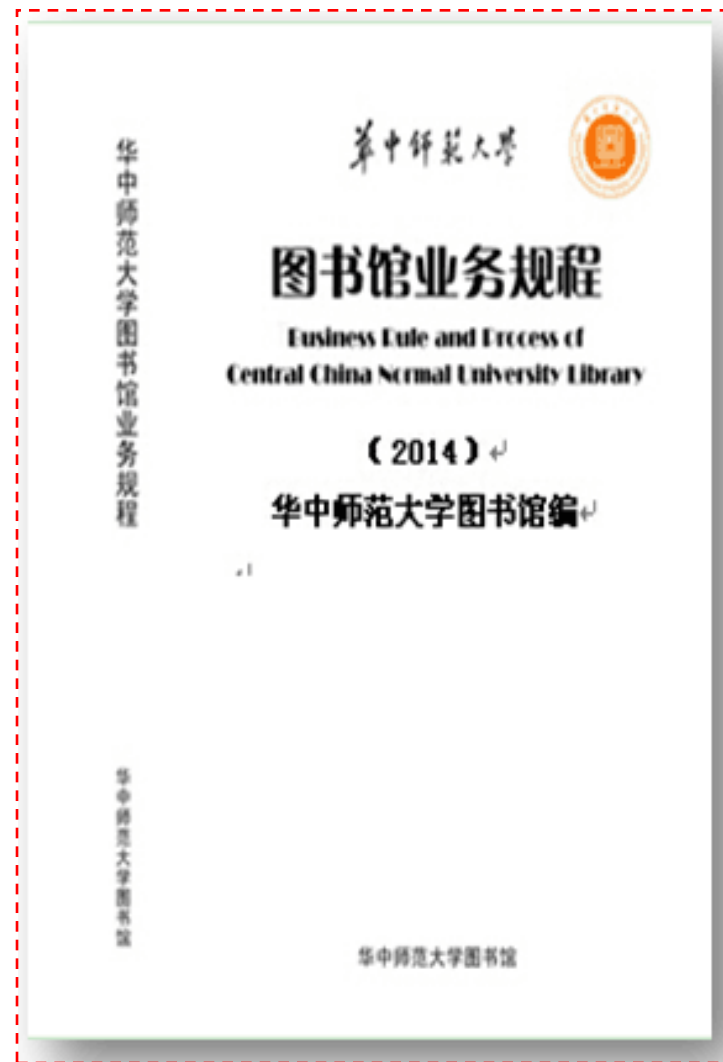 华中师范大学图书馆业务规程
华中师范大学图书馆
華中师范大学
图书馆业务规程
Business Rule and Process of
Central China Normal University Library
(2014)↵
华中师范大学图书馆编↵
华中师范大学图书馆